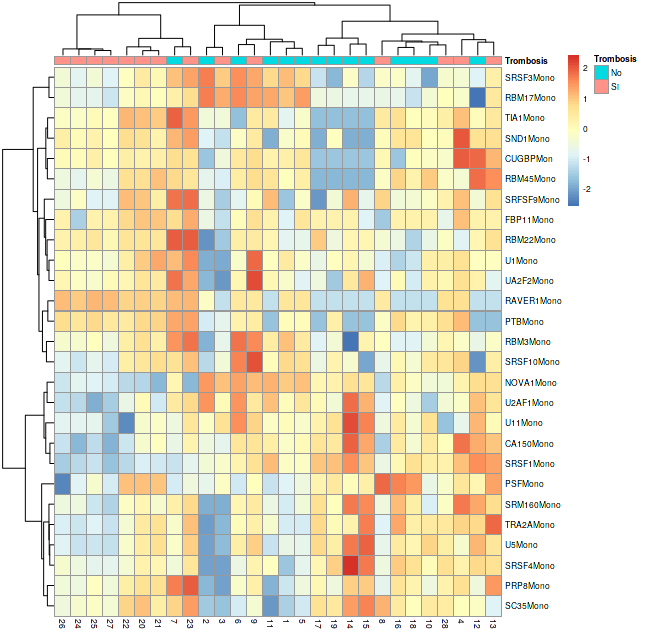 Trombosis
SRSF3Mono
RBM17Mono
TIA1Mono
SND1Mono
CUGBPMon
RBM45Mono
SRFSF9Mono
FBP11Mono
RBM22Mono
U1Mono
UA2F2Mono
RAVER1Mono
PTBMono
RBM3Mono
SRSF10Mono
NOVA1Mono
U2AF1Mono
U11Mono
CA150Mono
SRSF1Mono
PSFMono
SRM160Mono
TRA2AMono
U5Mono
SRSF4Mono
PRP8Mono
SC35Mono
26 24 25 27 22 20 21 7 23 2 3 6 9 11 1 5 17 19 14 15 8 16 18 10 28 4 12 13
2
1
0
-1
-2
Trombosis
No
SI